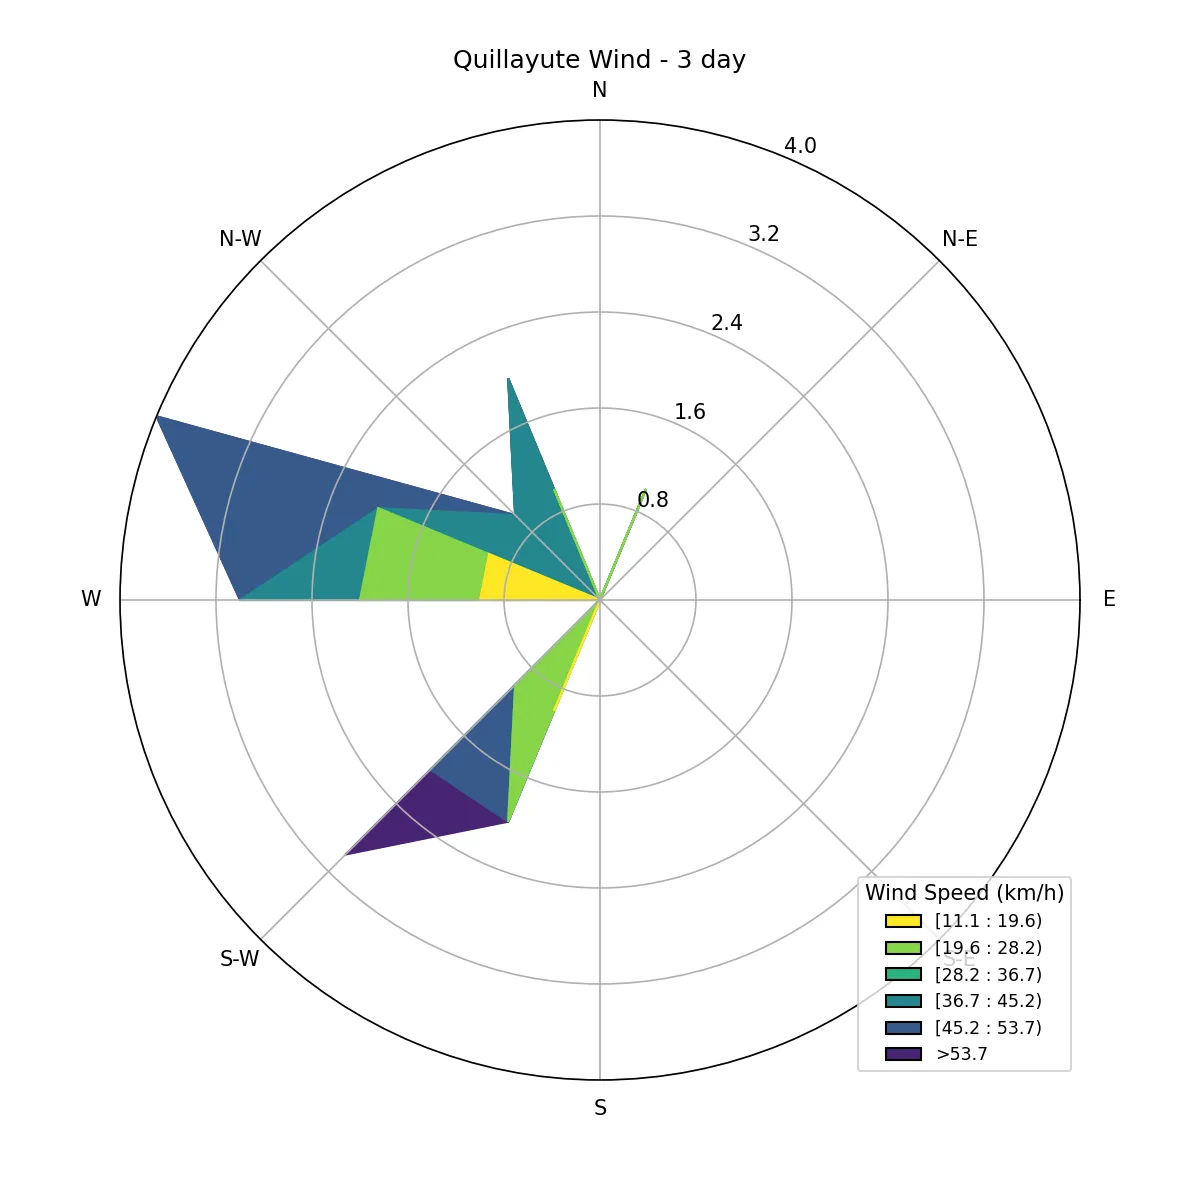 Quillayute Wind - 3 day
N
4.0
N-W
3.2
N-E
2.4
1.6
0.8
W
E
Wind Speed (km/h)
[11.1 : 19.6)
[19.6 : 28.2)
S-W
S-E
[28.2 : 36.7)
[36.7 : 45.2)
[45.2 : 53.7)
>53.7
S